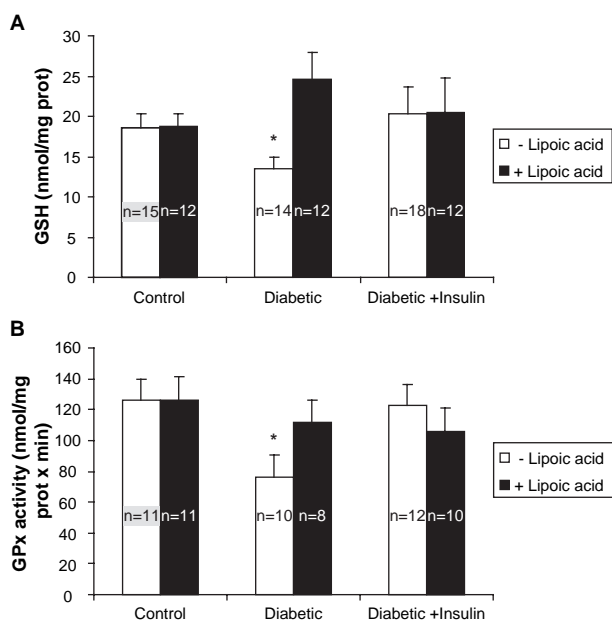 A
GSH (nmol/mg prot)
30
25
20
15
10
5
0
*
n=15
n=12
n=14
n=12
n=18
n=12
Control
Diabetic
Diabetic +Insulin
- Lipoic acid
+ Lipoic acid
B
GPx activity (nmol/mg
prot x min)
160
140
120
100
80
60
40
20
0
*
n=11
n=11
n=10
n=8
n=12
n=10
Control
Diabetic
Diabetic +Insulin
- Lipoic acid
+ Lipoic acid